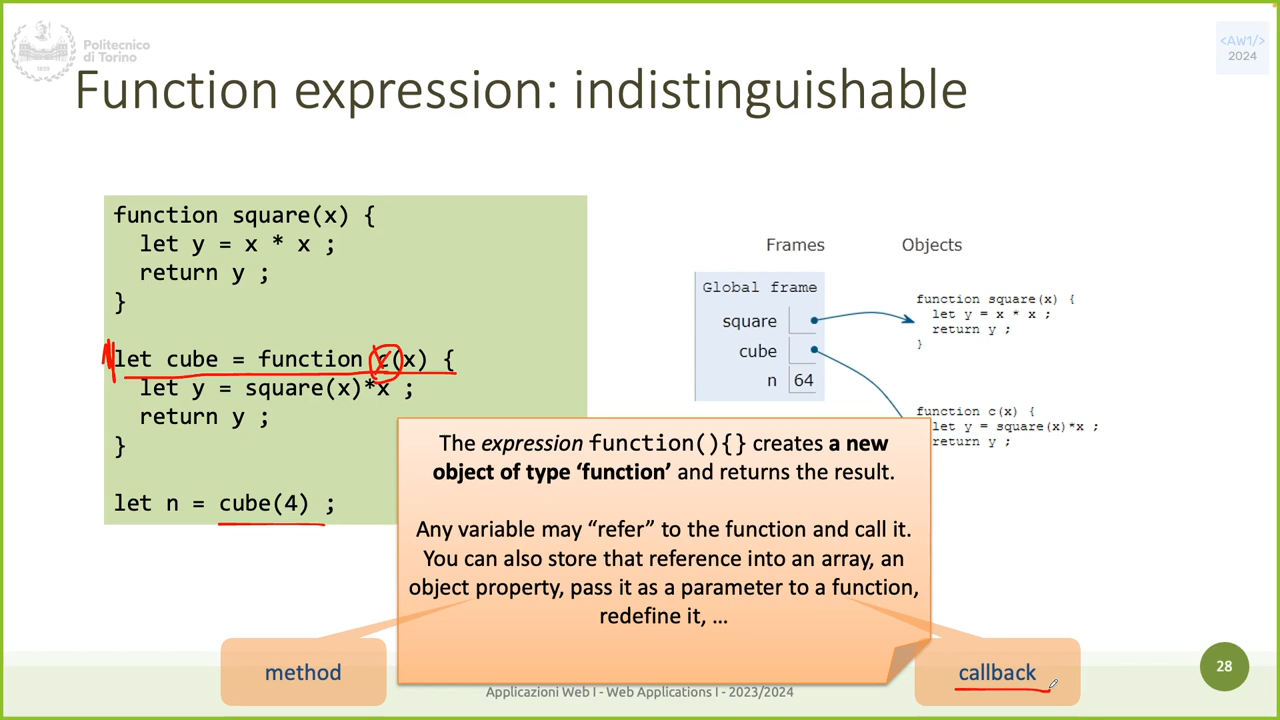 Politecnico
di Torino
<AW1/>
2024
Function expression: indistinguishable
function square(x) {
let y = x * x ;
return y ;
}
let cube = function c(x) {
let y = square(x)*x ;
return y ;
}
let n = cube(4) ;
Frames
Objects
Global frame
square
cube
n 64
function square(x) {
let y = x * x ;
return y ;
}
function c(x) {
let y = square(x)*x ;
return y ;
The expression function(){} creates a new
object of type ‘function’ and returns the result.
Any variable may “refer” to the function and call it.
You can also store that reference into an array, an
object property, pass it as a parameter to a function,
redefine it, …
method
callback
Applicazioni Web I - Web Applications I - 2023/2024
28